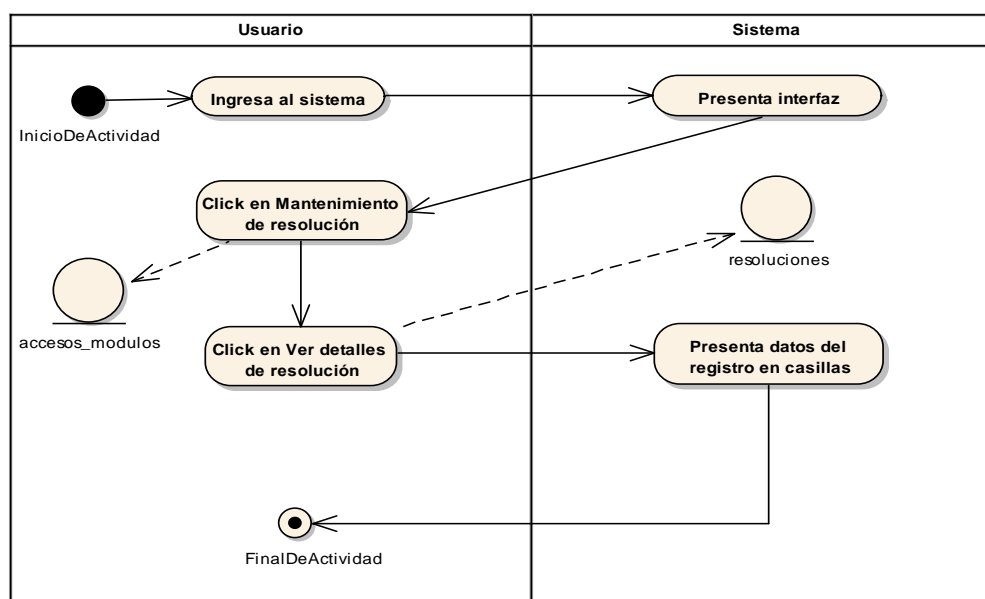 Usuario
Sistema
Ingresa al sistema
Presenta interfaz
InicioDeActividad
Click en Mantenimiento
de resolución
resoluciones
accesos_modulos
Click en Ver detalles
de resolución
Presenta datos del
registro en casillas
FinalDeActividad